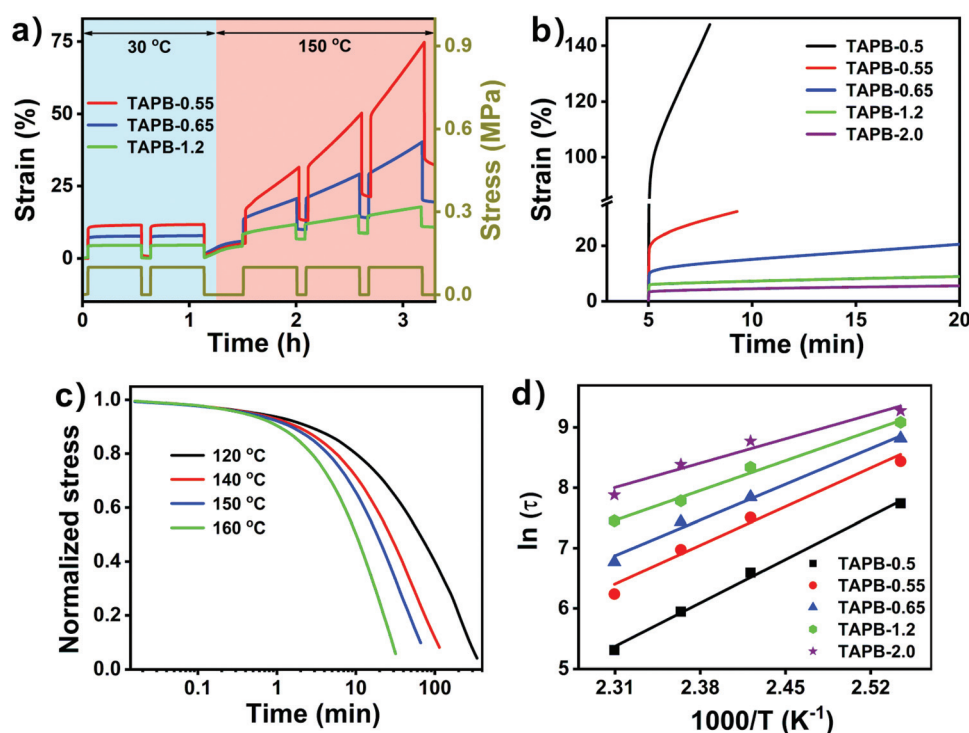 a)
30 °C
150 °C
TAPB-0.55
TAPB-0.65
TAPB-1.2
75
50
25
0
Strain (%)
0.9
0.6
0.3
0.0
Stress (MPa)
0
1
2
3
Time (h)
b)
TAPB-0.5
TAPB-0.55
TAPB-0.65
TAPB-1.2
TAPB-2.0
140
120
100
20
0
Strain (%)
5
10
15
20
Time (min)
c)
120 °C
140 °C
150 °C
160 °C
1.0
0.8
0.6
0.4
0.2
0.0
Normalized stress
0.1
1
10
100
Time (min)
d)
9
8
7
6
5
ln (τ)
TAPB-0.5
TAPB-0.55
TAPB-0.65
TAPB-1.2
TAPB-2.0
2.31
2.38
2.45
2.52
1000/T (K⁻¹)